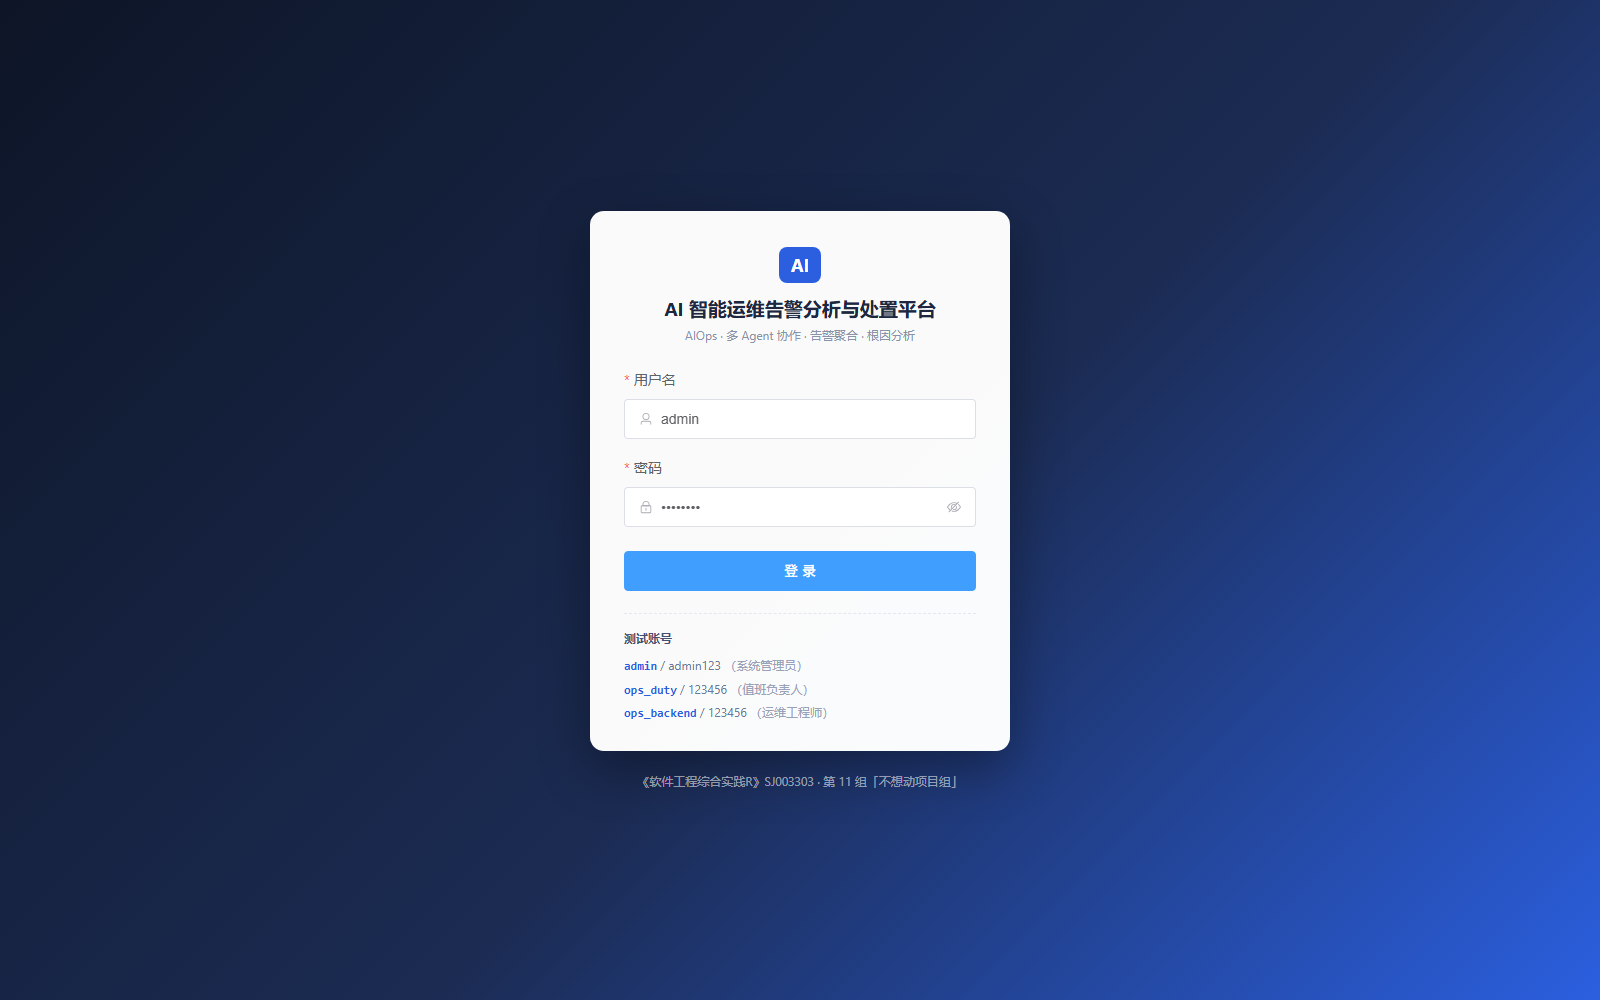 AI
AI 智能运维告警分析与处置平台
AIOps · 多 Agent 协作 · 告警聚合 · 根因分析
* 用户名
admin
* 密码
••••••••
登 录
测试账号
admin / admin123 （系统管理员）
ops_duty / 123456 （值班负责人）
ops_backend / 123456 （运维工程师）
《软件工程综合实践R》SJ003303 · 第 11 组「不想动项目组」